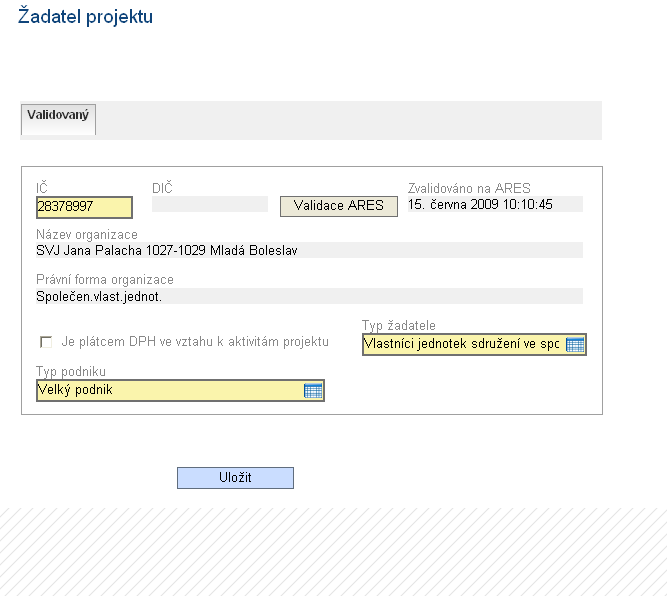 Žadatel projektu
Validovaný
IČ DIČ Zvalidováno na ARES
28378997 Validace ARES 15. června 2009 10:10:45
Název organizace
SVJ Jana Palacha 1027-1029 Mladá Boleslav
Právní forma organizace
Společen.vlast.jednot.
Typ žadatele
Je plátcem DPH ve vztahu k aktivitám projektu
Vlastníci jednotek sdružení ve spo
Typ podniku
Velký podnik
Uložit